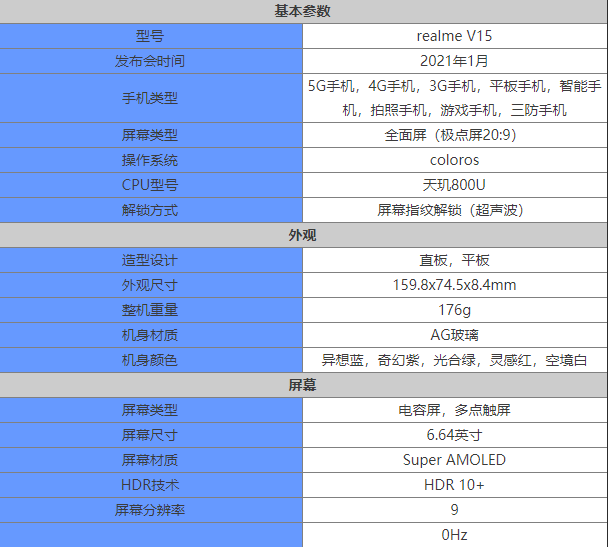 基本参数
型号 realme V15
发布会时间 2021年1月
手机类型 5G手机，4G手机，3G手机，平板手机，智能手
机，拍照手机，游戏手机，三防手机
屏幕类型 全面屏（极点屏20:9）
操作系统 coloros
CPU型号 天玑800U
解锁方式 屏幕指纹解锁（超声波）
外观
造型设计 直板，平板
外观尺寸 159.8x74.5x8.4mm
整机重量 176g
机身材质 AG玻璃
机身颜色 异想蓝，奇幻紫，光合绿，灵感红，空境白
屏幕
屏幕类型 电容屏，多点触屏
屏幕尺寸 6.64英寸
屏幕材质 Super AMOLED
HDR技术 HDR 10+
屏幕分辨率 9
0Hz